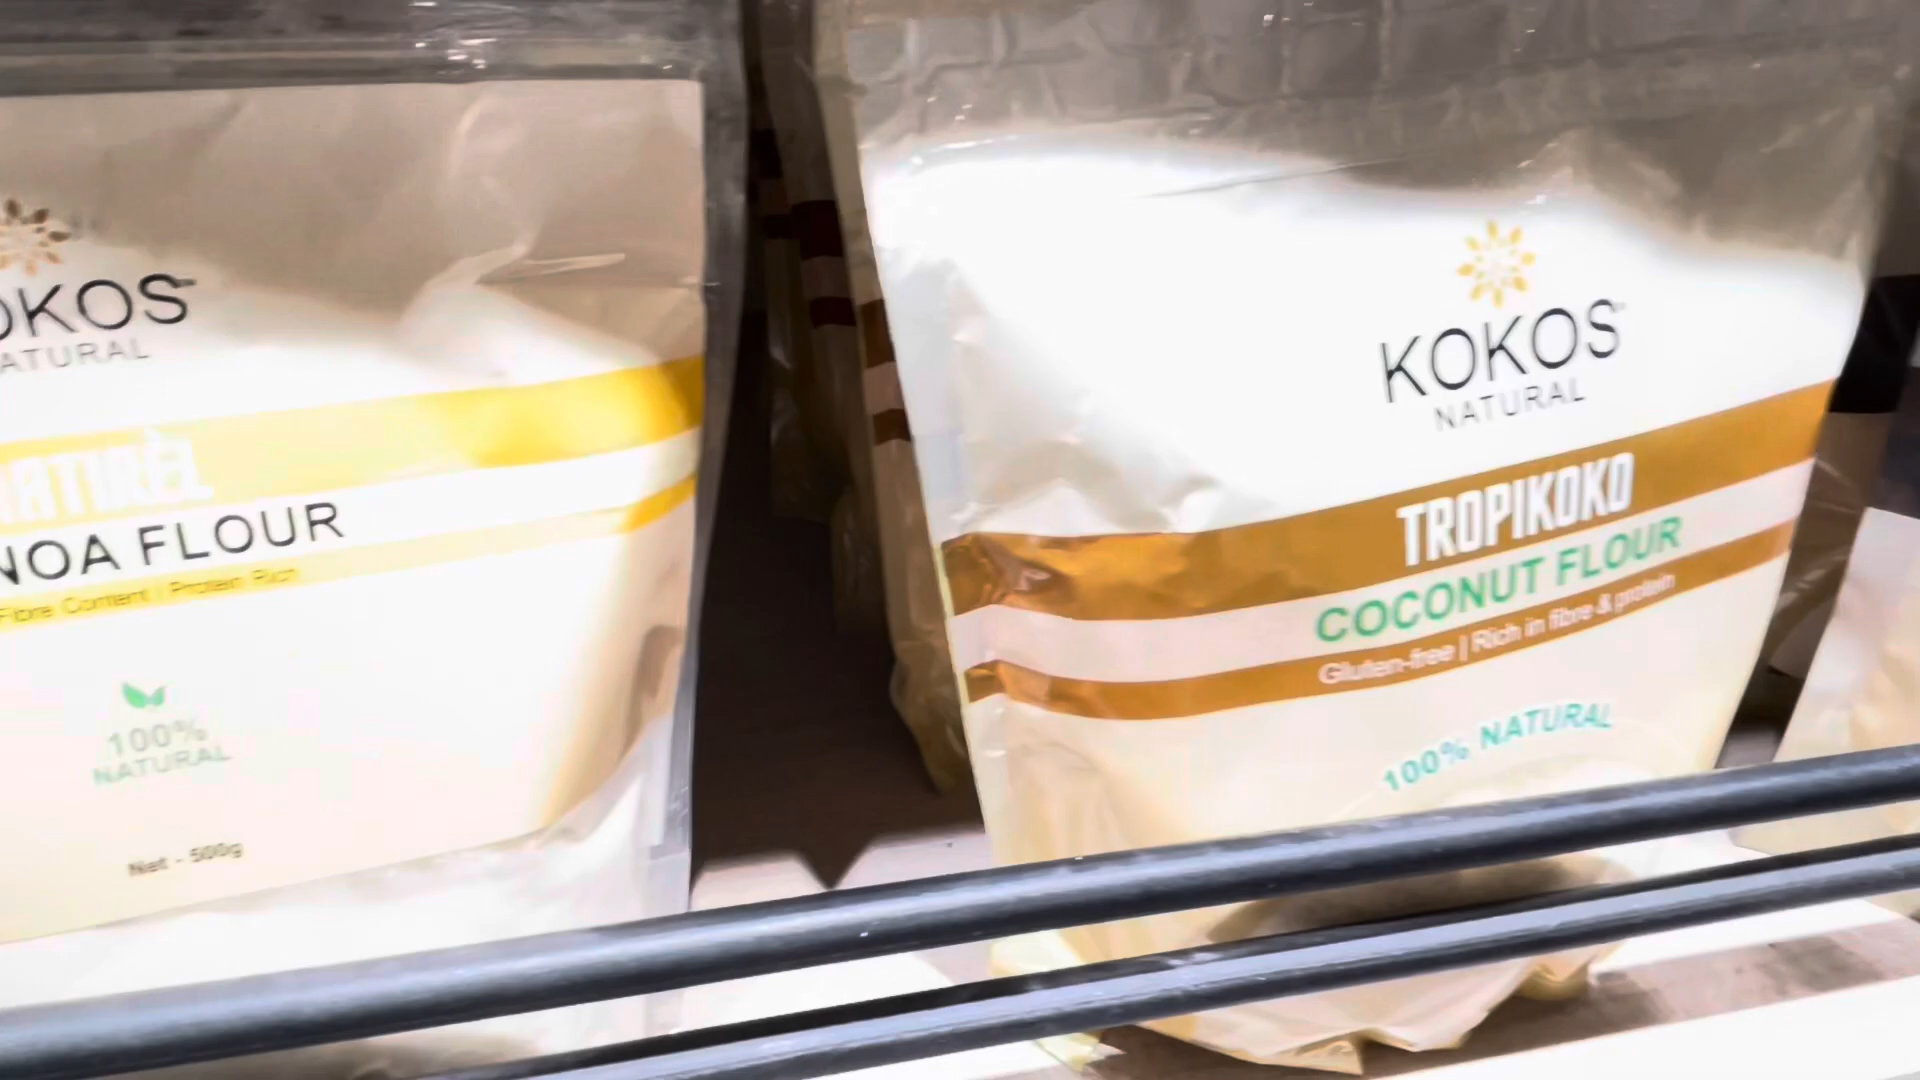 OKOS
ATURAL
NATIRÈL
NOA FLOUR
Fibre Content | Protein Rich
100%
NATURAL
Net - 500g
KOKOS
NATURAL
TROPIKOKO
COCONUT FLOUR
Gluten-free | Rich in fibre & protein
100% NATURAL